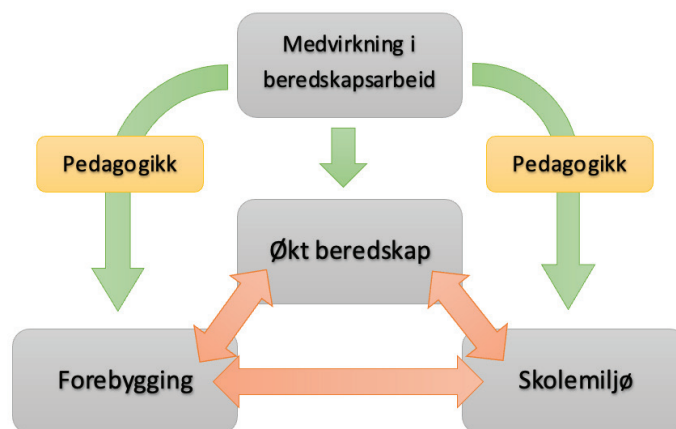 Medvirkning i
beredskapsarbeid
Pedagogikk
Pedagogikk
Økt beredskap
Forebygging
Skolemiljø